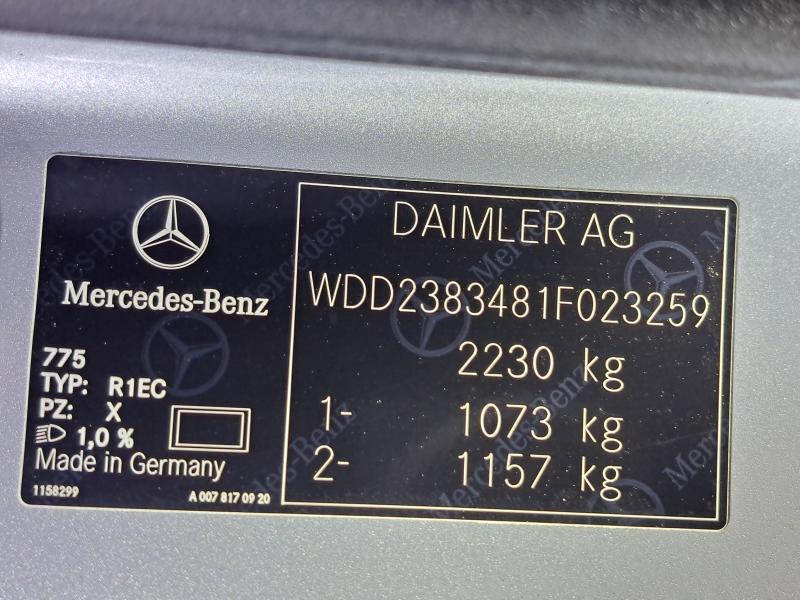 Mercedes-Benz
775
TYP: R1EC
PZ: X
1,0 %
Made in Germany
1158299
A 007 817 09 20
DAIMLER AG
WDD2383481F023259
2230 kg
1- 1073 kg
2- 1157 kg